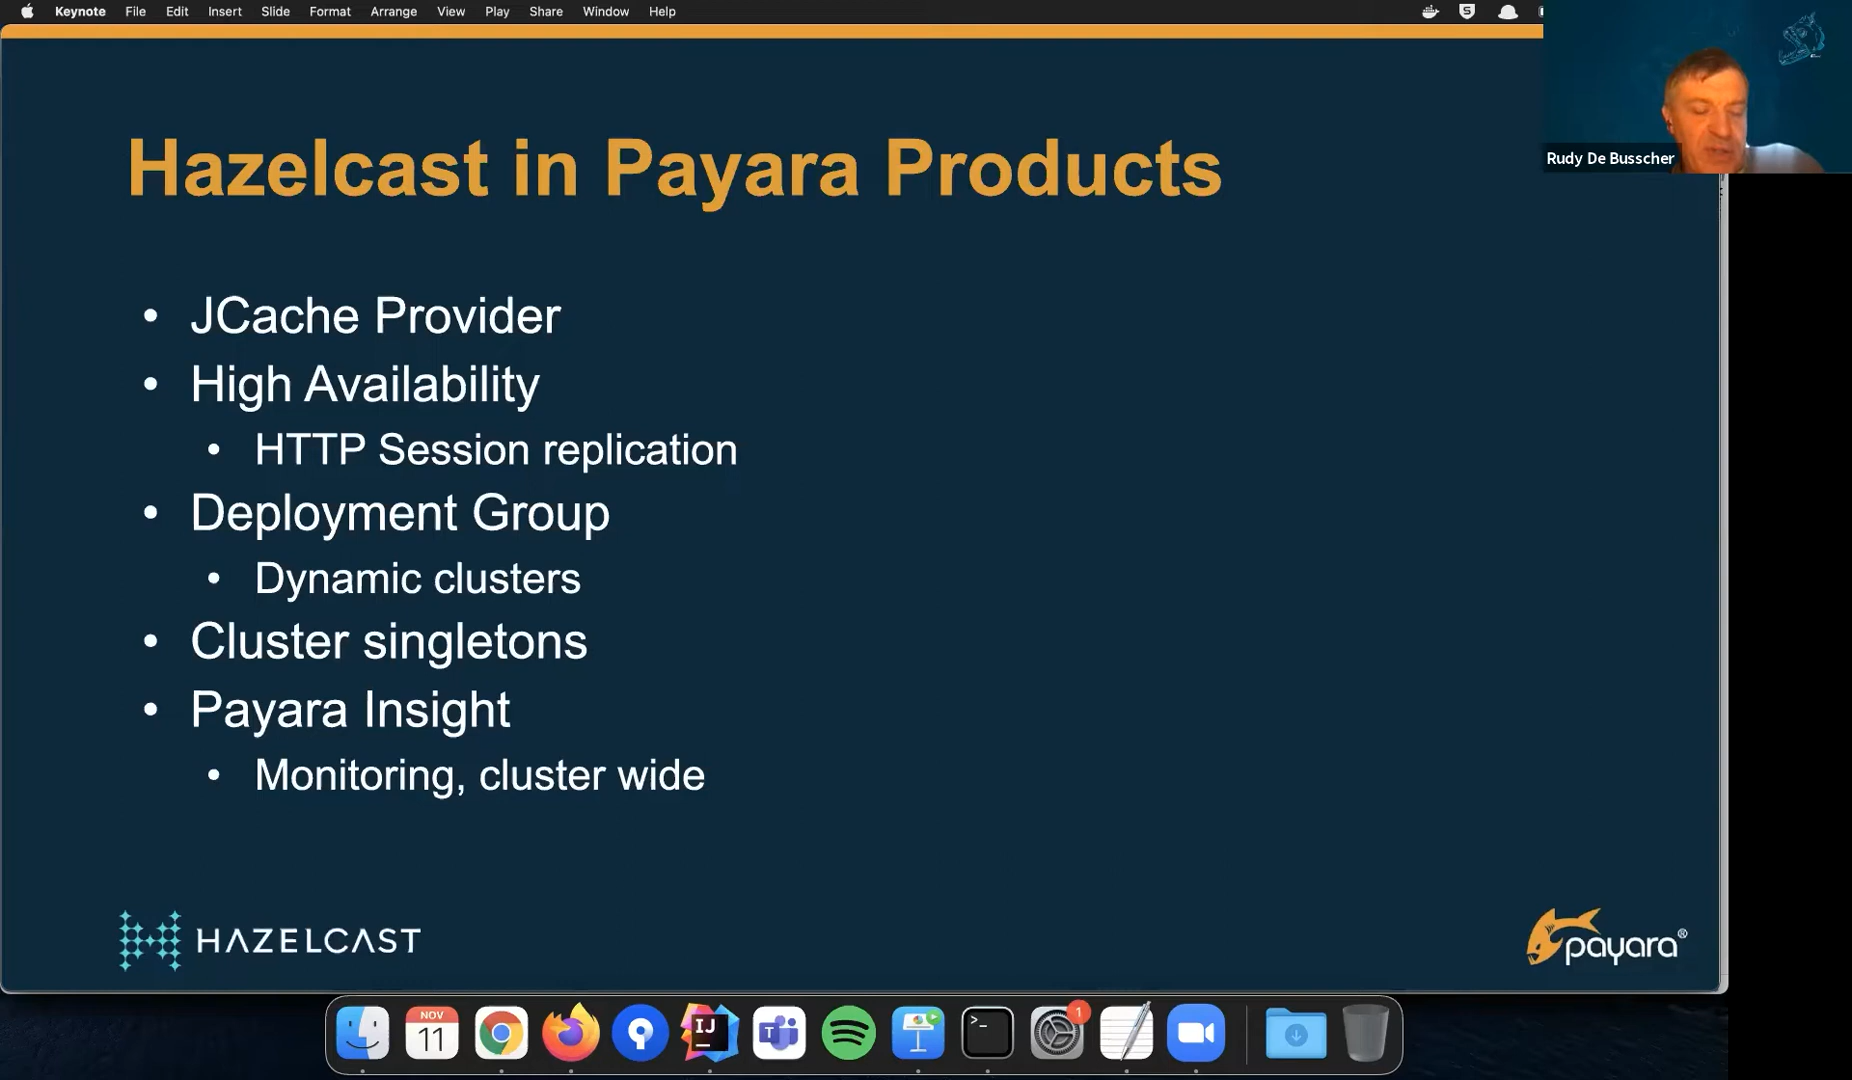 Keynote File Edit Insert Slide Format Arrange View Play Share Window Help
S
Rudy De Busscher
Hazelcast in Payara Products
• JCache Provider
• High Availability
• HTTP Session replication
• Deployment Group
• Dynamic clusters
• Cluster singletons
• Payara Insight
• Monitoring, cluster wide
HAZELCAST
payara®
NOV
11
IJ
T
>_
1